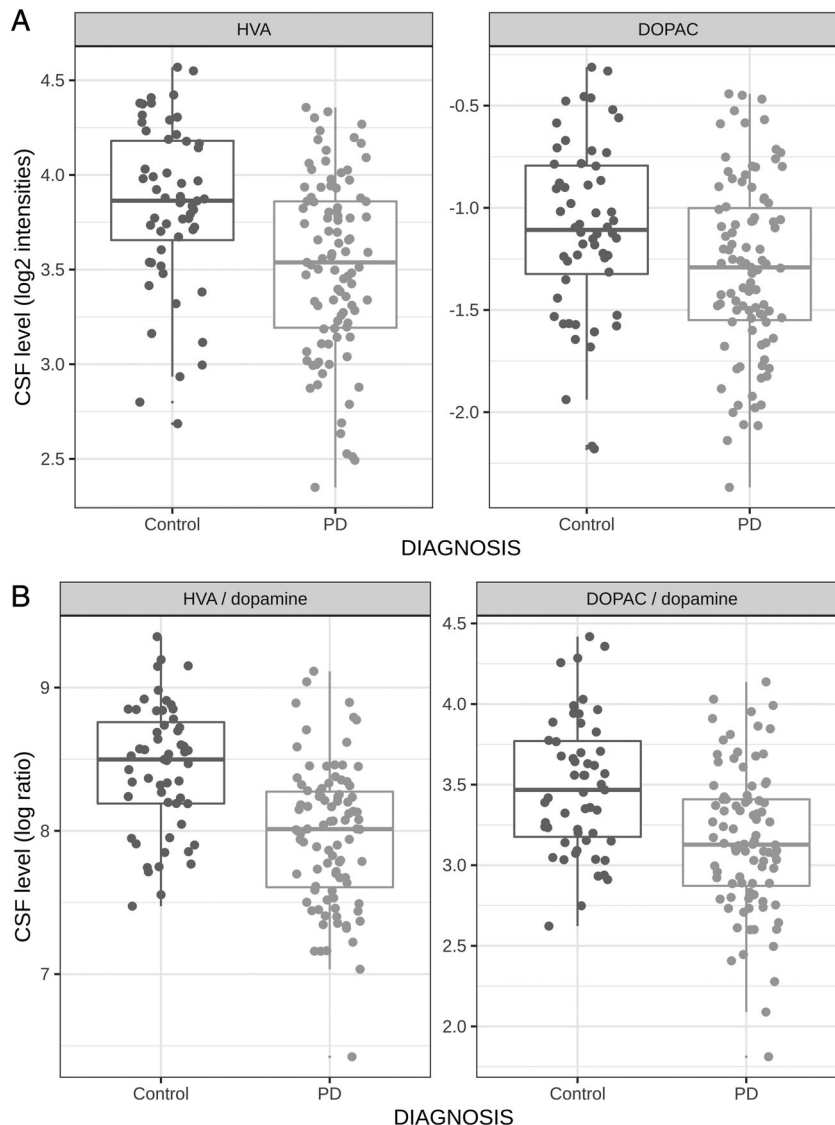 A
HVA
DOPAC
CSF level (log2 intensities)
4.5
4.0
3.5
3.0
2.5
-0.5
-1.0
-1.5
-2.0
Control
PD
Control
PD
DIAGNOSIS
B
HVA / dopamine
DOPAC / dopamine
CSF level (log ratio)
9
8
7
4.5
4.0
3.5
3.0
2.5
2.0
Control
PD
Control
PD
DIAGNOSIS